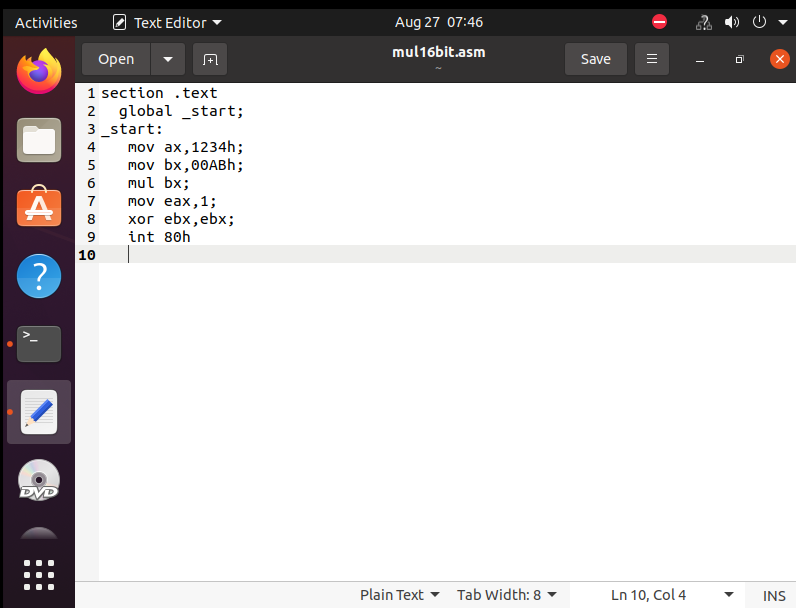 Activities Text Editor Aug 27 07:46
Open mul16bit.asm Save
~
1 section .text
2   global _start;
3 _start:
4    mov ax,1234h;
5    mov bx,00ABh;
6    mul bx;
7    mov eax,1;
8    xor ebx,ebx;
9    int 80h
10
?
>_
DVD
Plain Text Tab Width: 8 Ln 10, Col 4 INS